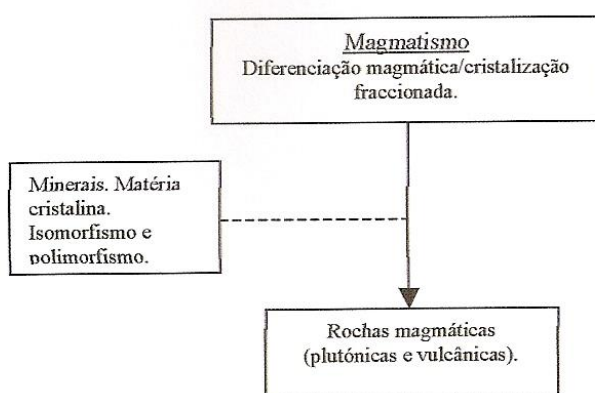 Magmatismo
Diferenciação magmática/cristalização
fraccionada.
Minerais. Matéria
cristalina.
Isomorfismo e
polimorfismo.
Rochas magmáticas
(plutónicas e vulcânicas).